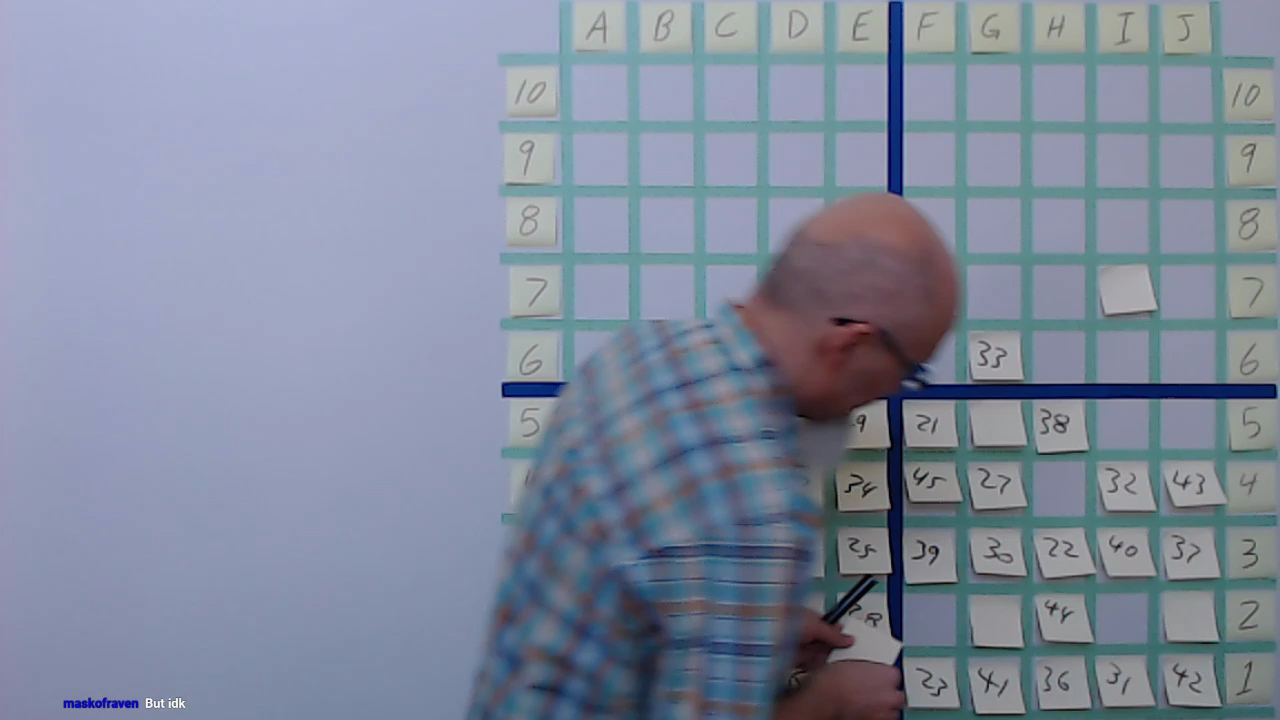 A B C D E F G H I J
10 10
9 9
8 8
7 7
6 33 6
5 21 38 5
34 45 27 32 43 4
25 39 30 22 40 37 3
44 2
23 41 36 31 42 1
maskofraven But idk